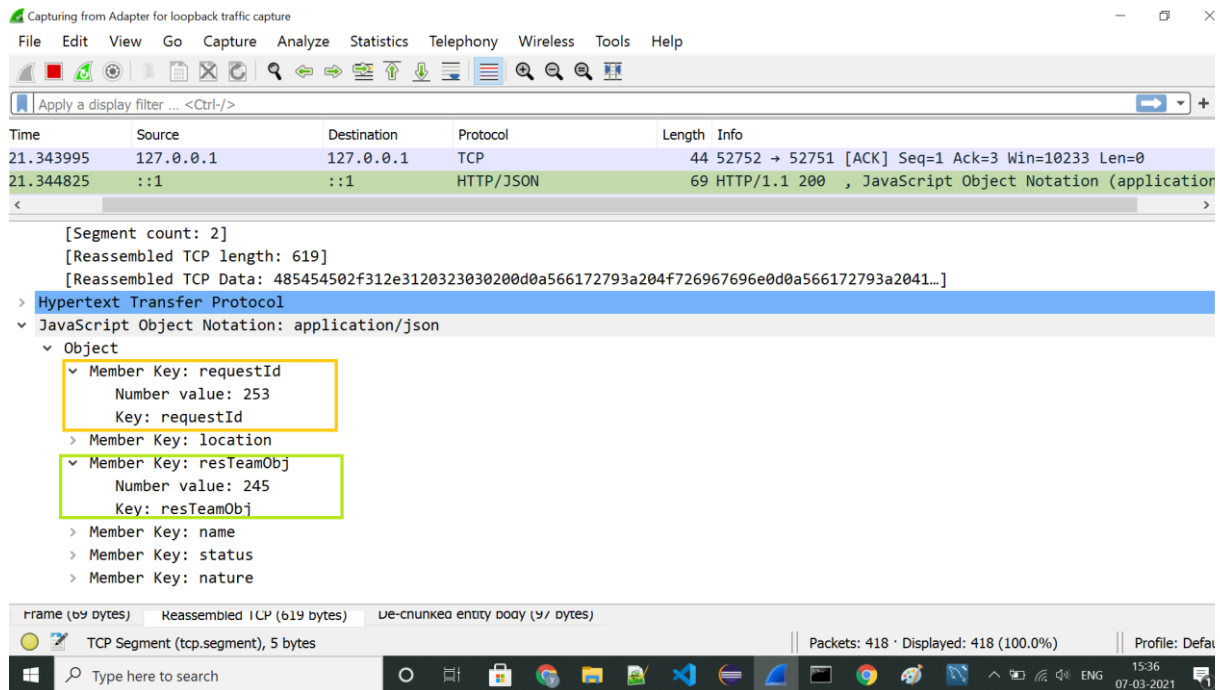 Capturing from Adapter for loopback traffic capture
File Edit View Go Capture Analyze Statistics Telephony Wireless Tools Help
Apply a display filter ... <Ctrl-/>
Time Source Destination Protocol Length Info
21.343995 127.0.0.1 127.0.0.1 TCP 44 52752 → 52751 [ACK] Seq=1 Ack=3 Win=10233 Len=0
21.344825 ::1 ::1 HTTP/JSON 69 HTTP/1.1 200 , JavaScript Object Notation (application
[Segment count: 2]
[Reassembled TCP length: 619]
[Reassembled TCP Data: 485454502f312e3120323030200d0a566172793a204f726967696e0d0a566172793a2041…]
Hypertext Transfer Protocol
JavaScript Object Notation: application/json
Object
Member Key: requestId
Number value: 253
Key: requestId
Member Key: location
Member Key: resTeamObj
Number value: 245
Key: resTeamObj
Member Key: name
Member Key: status
Member Key: nature
Frame (69 bytes) Reassembled TCP (619 bytes) De-chunked entity body (97 bytes)
TCP Segment (tcp.segment), 5 bytes Packets: 418 · Displayed: 418 (100.0%) Profile: Defau
Type here to search ENG 15:36
07-03-2021 1